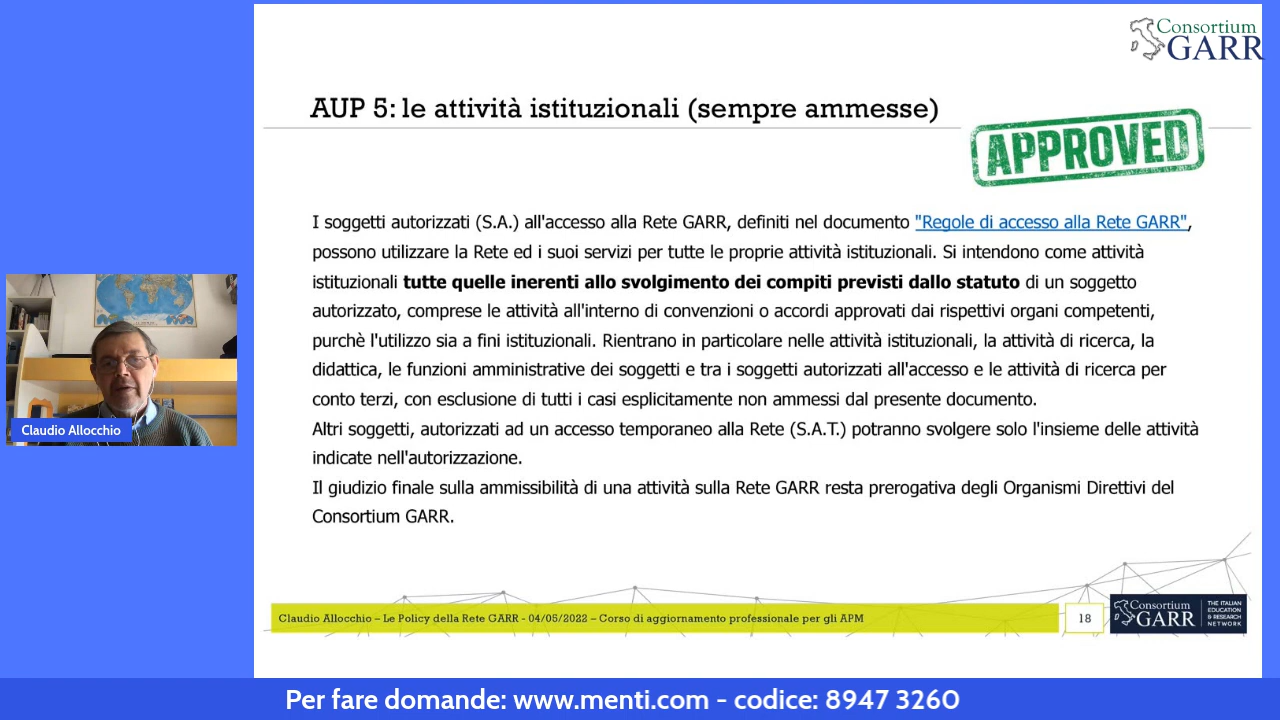 Consortium
GARR
AUP 5: le attività istituzionali (sempre ammesse)
APPROVED
I soggetti autorizzati (S.A.) all'accesso alla Rete GARR, definiti nel documento "Regole di accesso alla Rete GARR",
possono utilizzare la Rete ed i suoi servizi per tutte le proprie attività istituzionali. Si intendono come attività
istituzionali tutte quelle inerenti allo svolgimento dei compiti previsti dallo statuto di un soggetto
autorizzato, comprese le attività all'interno di convenzioni o accordi approvati dai rispettivi organi competenti,
purchè l'utilizzo sia a fini istituzionali. Rientrano in particolare nelle attività istituzionali, la attività di ricerca, la
didattica, le funzioni amministrative dei soggetti e tra i soggetti autorizzati all'accesso e le attività di ricerca per
conto terzi, con esclusione di tutti i casi esplicitamente non ammessi dal presente documento.
Altri soggetti, autorizzati ad un accesso temporaneo alla Rete (S.A.T.) potranno svolgere solo l'insieme delle attività
indicate nell'autorizzazione.
Il giudizio finale sulla ammissibilità di una attività sulla Rete GARR resta prerogativa degli Organismi Direttivi del
Consortium GARR.
Claudio Allocchio
Claudio Allocchio – Le Policy della Rete GARR - 04/05/2022 – Corso di aggiornamento professionale per gli APM
18
Consortium
GARR
THE ITALIAN
EDUCATION
& RESEARCH
NETWORK
Per fare domande: www.menti.com - codice: 8947 3260